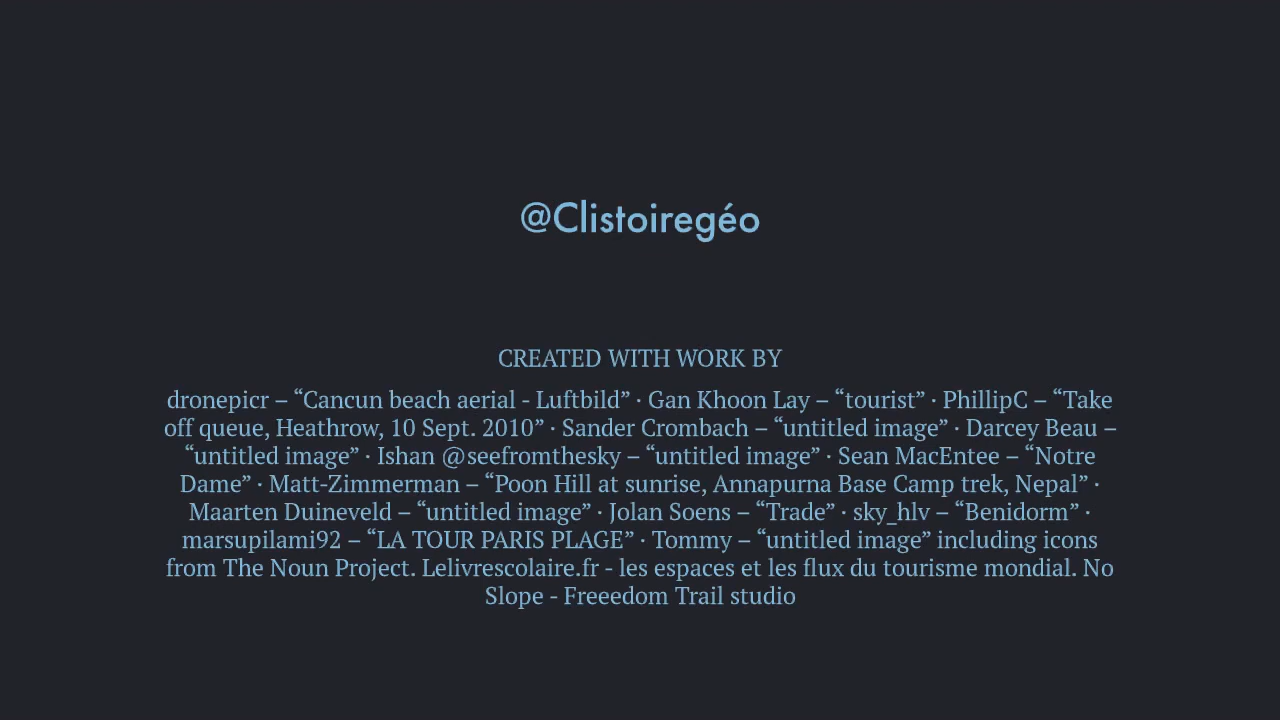 @Clistoiregéo
CREATED WITH WORK BY
dronepicr – “Cancun beach aerial - Luftbild” · Gan Khoon Lay – “tourist” · PhillipC – “Take
off queue, Heathrow, 10 Sept. 2010” · Sander Crombach – “untitled image” · Darcey Beau –
“untitled image” · Ishan @seefromthesky – “untitled image” · Sean MacEntee – “Notre
Dame” · Matt-Zimmerman – “Poon Hill at sunrise, Annapurna Base Camp trek, Nepal” ·
Maarten Duineveld – “untitled image” · Jolan Soens – “Trade” · sky_hlv – “Benidorm” ·
marsupilami92 – “LA TOUR PARIS PLAGE” · Tommy – “untitled image” including icons
from The Noun Project. Lelivrescolaire.fr - les espaces et les flux du tourisme mondial. No
Slope - Freeedom Trail studio